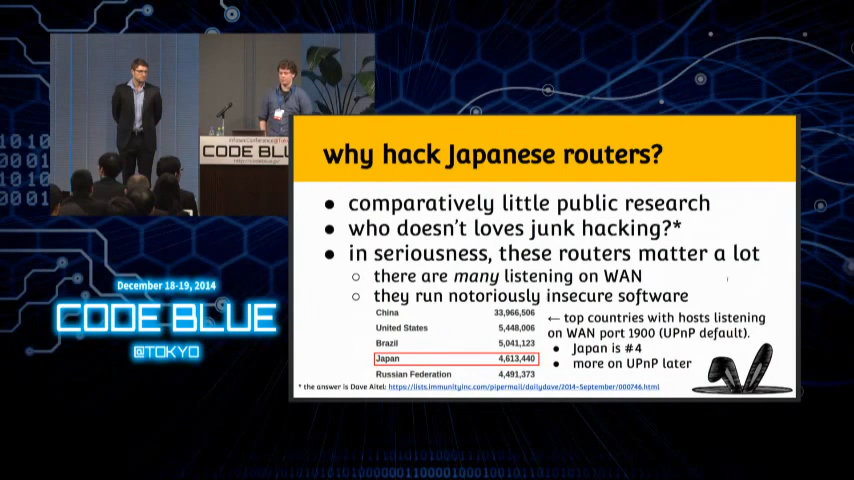 why hack Japanese routers?
● comparatively little public research
● who doesn't loves junk hacking?*
● in seriousness, these routers matter a lot
○ there are many listening on WAN
○ they run notoriously insecure software
China 33,966,506
United States 5,448,006
Brazil 5,041,123
Japan 4,613,440
Russian Federation 4,491,373
← top countries with hosts listening
on WAN port 1900 (UPnP default).
● Japan is #4
● more on UPnP later
* the answer is Dave Aitel: https://lists.immunityinc.com/pipermail/dailydave/2014-September/000746.html
CODE BLU
December 18-19, 2014
CODE BLUE
@TOKYO